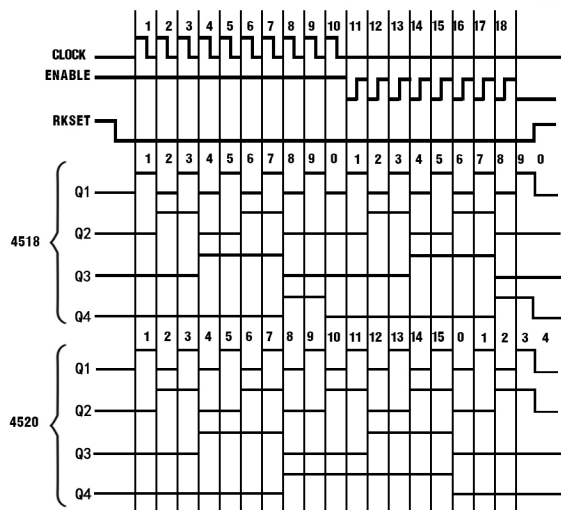 1 2 3 4 5 6 7 8 9 10 11 12 13 14 15 16 17 18
CLOCK
ENABLE
RKSET
1 2 3 4 5 6 7 8 9 0 1 2 3 4 5 6 7 8 9 0
Q1
Q2
4518
Q3
Q4
1 2 3 4 5 6 7 8 9 10 11 12 13 14 15 0 1 2 3 4
Q1
Q2
4520
Q3
Q4